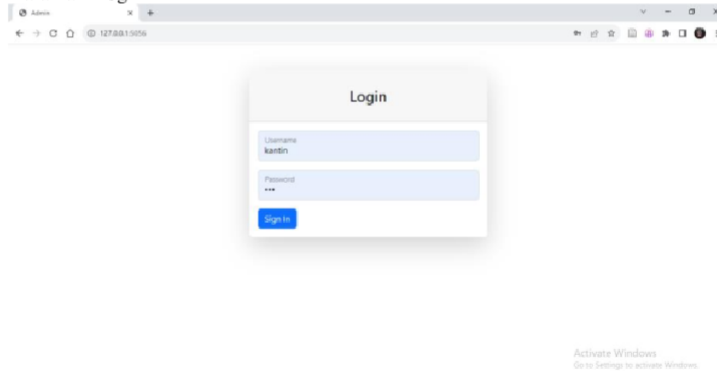 Admin
127.0.0.1:5056
Login
Username
kantin
Password
•••
Sign In
Activate Windows
Go to Settings to activate Windows.